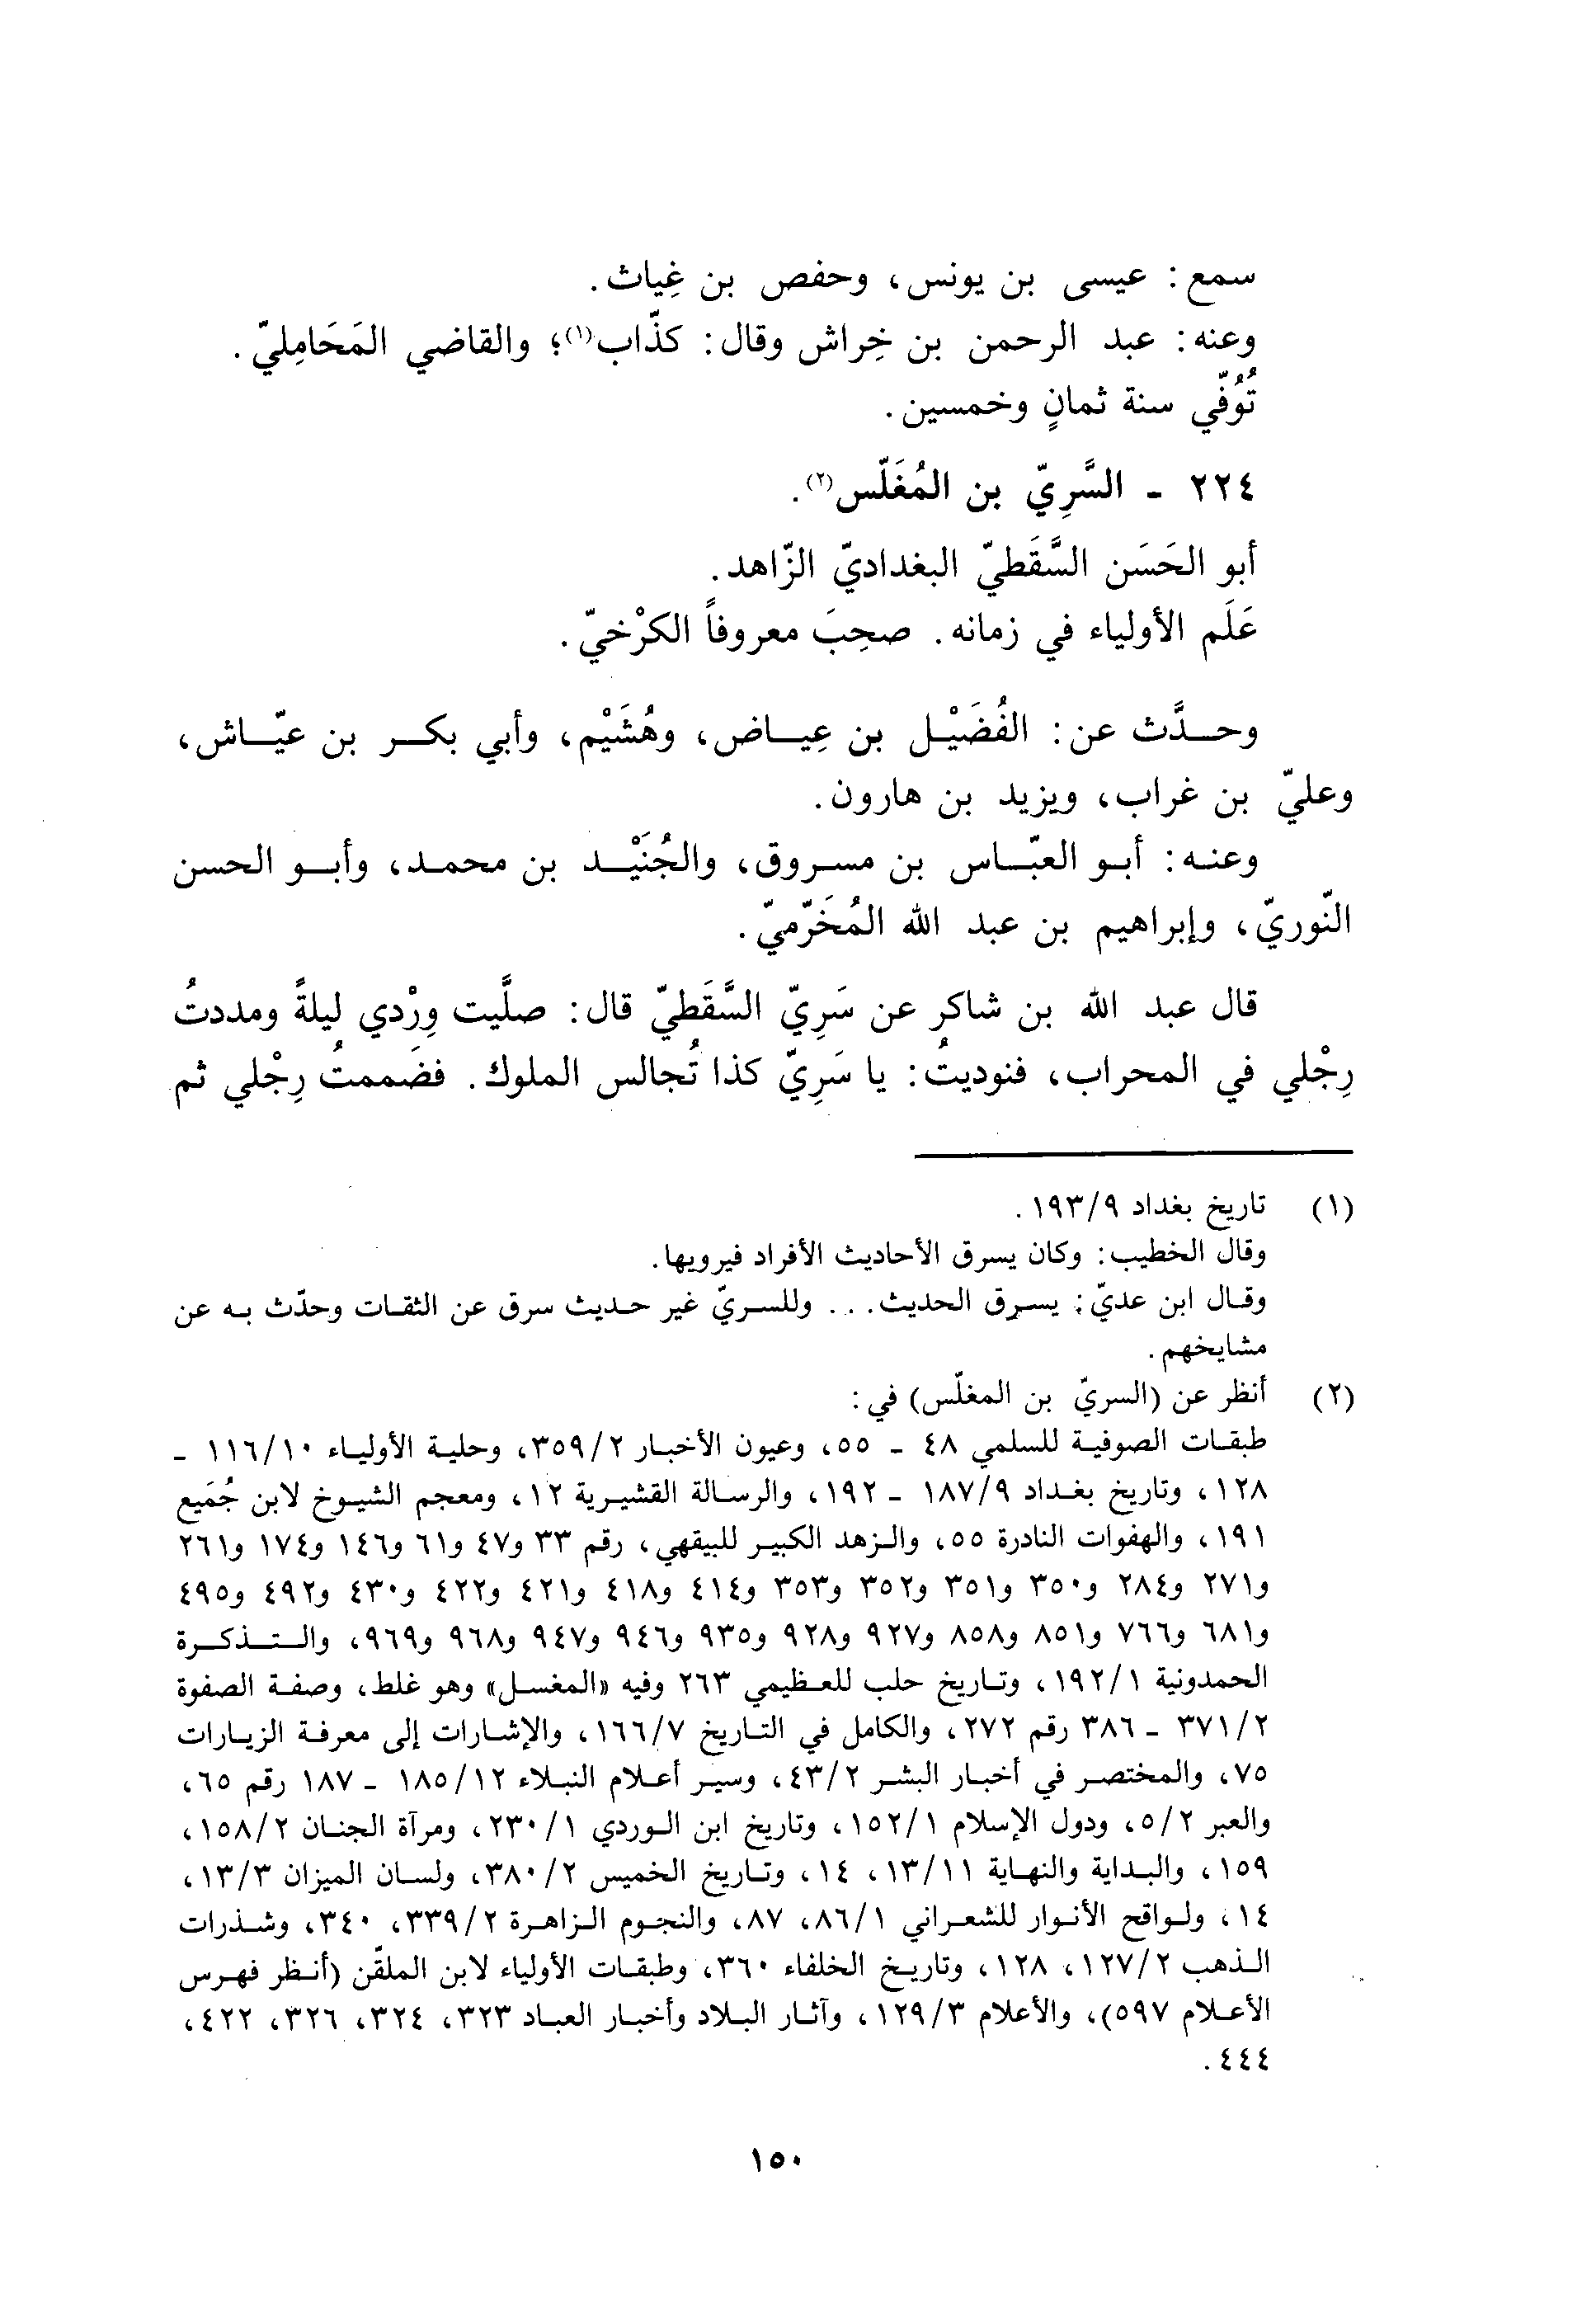 سمع: عيسى بن يونس، وحفص بن غِياث.
وعنه: عبد الرحمن بن خِراش وقال: كذّاب(١)؛ والقاضي المَحَامِليّ.
تُوُفّي سنة ثمانٍ وخمسين.
٢٢٤ - السَّرِيّ بن المُغَلّس(٢).
أبو الحَسَن السَّقَطيّ البغداديّ الزّاهد.
عَلَم الأولياء في زمانه. صحِبَ معروفاً الكرْخيّ.
وحدَّث عن: الفُضَيْل بن عِياض، وهُشَيْم، وأبي بكر بن عيّاش،
وعليّ بن غراب، ويزيد بن هارون.
وعنه: أبو العبّاس بن مسروق، والجُنَيْد بن محمد، وأبو الحسن
النّوريّ، وإبراهيم بن عبد الله المُخَرّميّ.
قال عبد الله بن شاكر عن سَرِيّ السَّقَطيّ قال: صلَّيت وِرْدي ليلةً ومددتُ
رِجْلي في المحراب، فنوديتُ: يا سَرِيّ كذا تُجالس الملوك. فضَممتُ رِجْلي ثم
(١) تاريخ بغداد ١٩٣/٩.
وقال الخطيب: وكان يسرق الأحاديث الأفراد فيرويها.
وقال ابن عديّ: يسرق الحديث... وللسريّ غير حديث سرق عن الثقات وحدّث به عن
مشايخهم.
(٢) أنظر عن (السريّ بن المغلّس) في:
طبقات الصوفية للسلمي ٤٨ - ٥٥، وعيون الأخبار ٣٥٩/٢، وحلية الأولياء ١١٦/١٠ -
١٢٨، وتاريخ بغداد ١٨٧/٩ - ١٩٢، والرسالة القشيرية ١٢، ومعجم الشيوخ لابن جُمَيع
١٩١، والهفوات النادرة ٥٥، والزهد الكبير للبيقهي، رقم ٣٣ و٤٧ و٦١ و١٤٦ و١٧٤ و٢٦١
و٢٧١ و٢٨٤ و٣٥٠ و٣٥١ و٣٥٢ و٣٥٣ و٤١٤ و٤١٨ و٤٢١ و٤٢٢ و٤٣٠ و٤٩٢ و٤٩٥
و٦٨١ و٧٦٦ و٨٥١ و٨٥٨ و٩٢٧ و٩٢٨ و٩٣٥ و٩٤٦ و٩٤٧ و٩٦٨ و٩٦٩، والتذكرة
الحمدونية ١٩٢/١، وتاريخ حلب للعظيمي ٢٦٣ وفيه «المغسل» وهو غلط، وصفة الصفوة
٣٧١/٢ - ٣٨٦ رقم ٢٧٢، والكامل في التاريخ ١٦٦/٧، والإشارات إلى معرفة الزيارات
٧٥، والمختصر في أخبار البشر ٤٣/٢، وسير أعلام النبلاء ١٨٥/١٢ - ١٨٧ رقم ٦٥،
والعبر ٥/٢، ودول الإسلام ١٥٢/١، وتاريخ ابن الوردي ٢٣٠/١، ومرآة الجنان ١٥٨/٢،
١٥٩، والبداية والنهاية ١٣/١١، ١٤، وتاريخ الخميس ٣٨٠/٢، ولسان الميزان ١٣/٣،
١٤، ولواقح الأنوار للشعراني ٨٦/١، ٨٧، والنجوم الزاهرة ٣٣٩/٢، ٣٤٠، وشذرات
الذهب ١٢٧/٢، ١٢٨، وتاريخ الخلفاء ٣٦٠، وطبقات الأولياء لابن الملقّن (أنظر فهرس
الأعلام ٥٩٧)، والأعلام ١٢٩/٣، وآثار البلاد وأخبار العباد ٣٢٣، ٣٢٤، ٣٢٦، ٤٢٢،
٤٤٤.
١٥٠